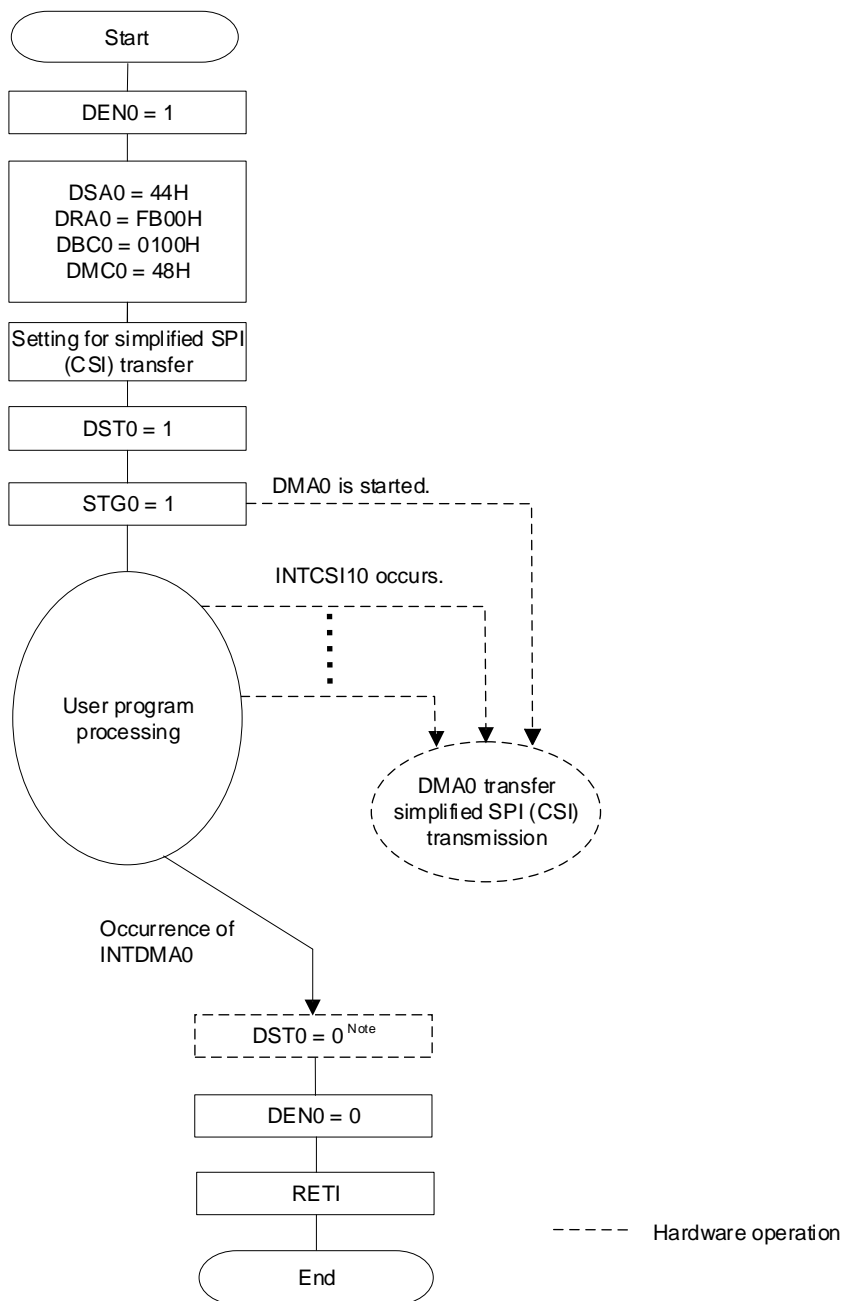 Start
DEN0 = 1
DSA0 = 44H
DRA0 = FB00H
DBC0 = 0100H
DMC0 = 48H
Setting for simplified SPI
(CSI) transfer
DST0 = 1
STG0 = 1
DMA0 is started.
INTCSI10 occurs.
User program
processing
DMA0 transfer
simplified SPI (CSI)
transmission
Occurrence of
INTDMA0
DST0 = 0 Note
DEN0 = 0
RETI
Hardware operation
End